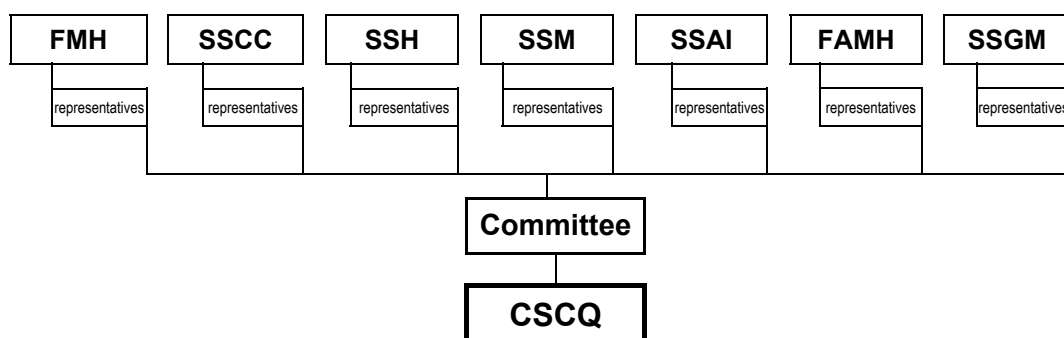 FMH SSCC SSH SSM SSAI FAMH SSGM
representatives representatives representatives representatives representatives representatives representatives
Committee
CSCQ